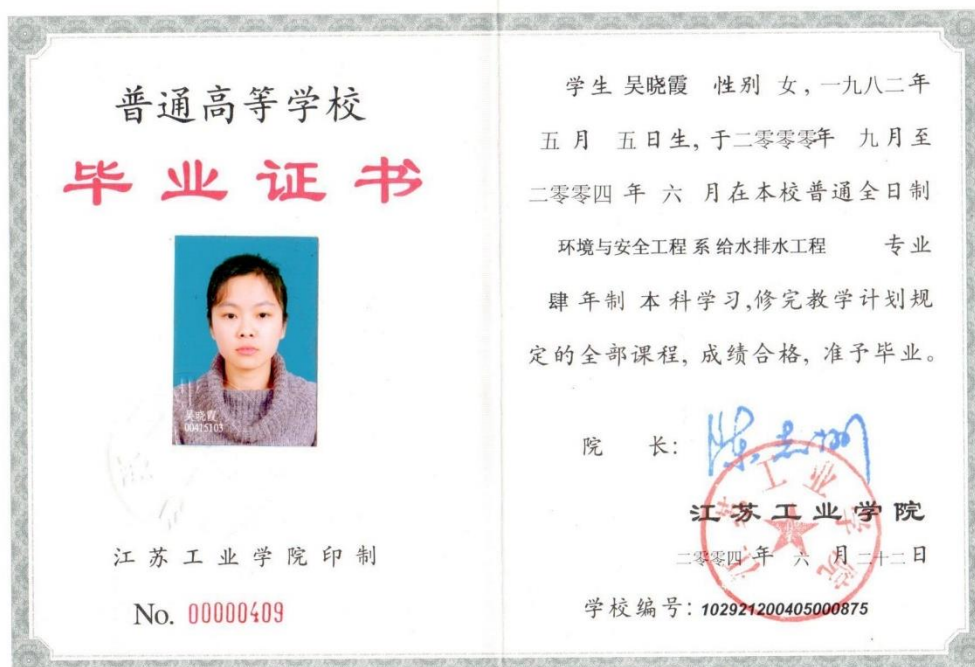 普通高等学校
毕业证书
吴晓霞
00415103
江苏工业学院印制
No. 00000409
学生 吴晓霞 性别 女，一九八二年
五月 五日生，于二零零零年 九月至
二零零四 年 六 月在本校普通全日制
环境与安全工程 系 给水排水工程 专业
肆 年制 本 科学习，修完教学计划规
定的全部课程，成绩合格，准予毕业。
院 长：
江苏工业学院
江苏工业学院
二零零四 年 六 月 二十二日
学校编号：102921200405000875